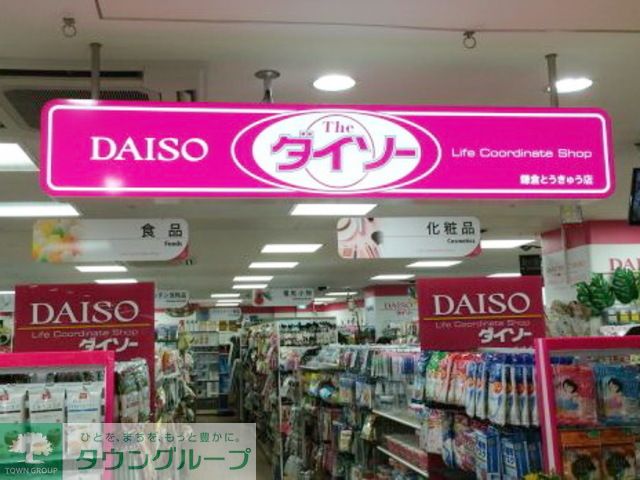 The
DAISO
ダイソー
Life Coordinate Shop
鎌倉とうきゅう店
食品
Foods
化粧品
Cosmetics
DAISO
Life Coordinate Shop
ダイソー
DAISO
Life Coordinate Shop
ダイソー
DAISO
TOWN GROUP
ひとを、まちを、もっと豊かに。
タウングループ